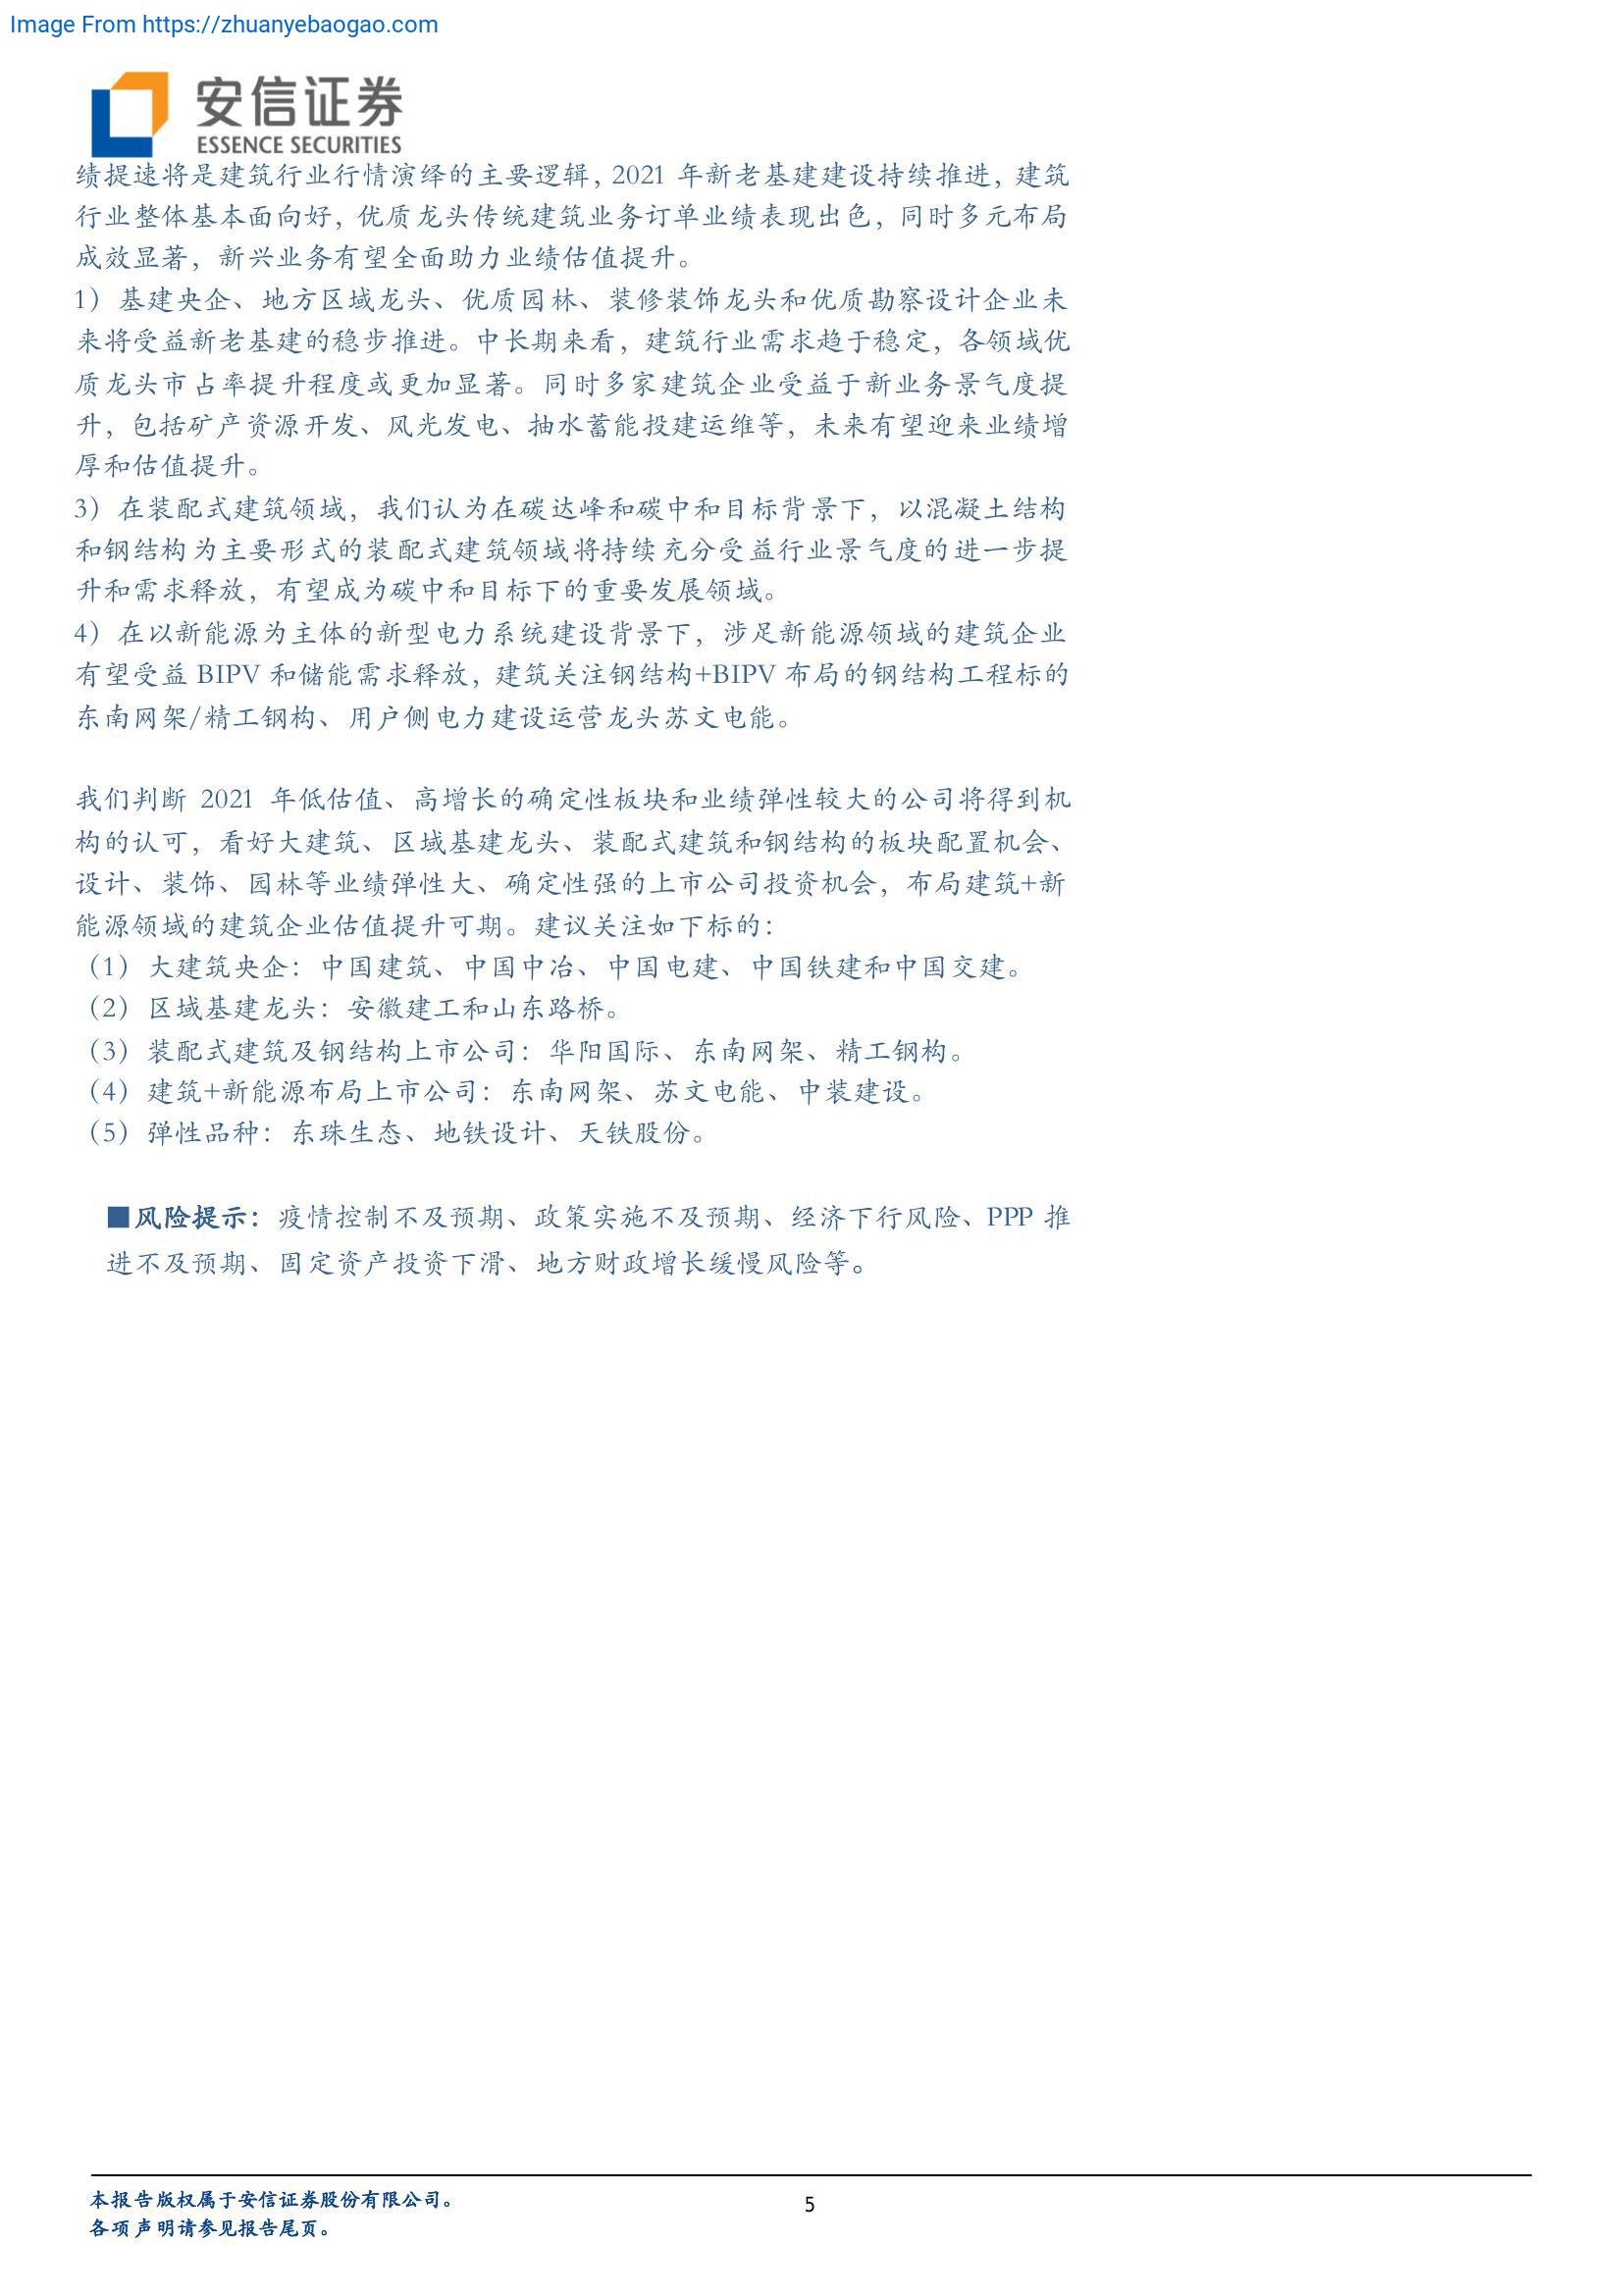 Image From https://zhuanyebaogao.com
安信证券
ESSENCE SECURITIES
绩提速将是建筑行业行情演绎的主要逻辑，2021 年新老基建建设持续推进，建筑
行业整体基本面向好，优质龙头传统建筑业务订单业绩表现出色，同时多元布局
成效显著，新兴业务有望全面助力业绩估值提升。
1）基建央企、地方区域龙头、优质园林、装修装饰龙头和优质勘察设计企业未
来将受益新老基建的稳步推进。中长期来看，建筑行业需求趋于稳定，各领域优
质龙头市占率提升程度或更加显著。同时多家建筑企业受益于新业务景气度提
升，包括矿产资源开发、风光发电、抽水蓄能投建运维等，未来有望迎来业绩增
厚和估值提升。
3）在装配式建筑领域，我们认为在碳达峰和碳中和目标背景下，以混凝土结构
和钢结构为主要形式的装配式建筑领域将持续充分受益行业景气度的进一步提
升和需求释放，有望成为碳中和目标下的重要发展领域。
4）在以新能源为主体的新型电力系统建设背景下，涉足新能源领域的建筑企业
有望受益 BIPV 和储能需求释放，建筑关注钢结构+BIPV 布局的钢结构工程标的
东南网架/精工钢构、用户侧电力建设运营龙头苏文电能。
我们判断 2021 年低估值、高增长的确定性板块和业绩弹性较大的公司将得到机
构的认可，看好大建筑、区域基建龙头、装配式建筑和钢结构的板块配置机会、
设计、装饰、园林等业绩弹性大、确定性强的上市公司投资机会，布局建筑+新
能源领域的建筑企业估值提升可期。建议关注如下标的：
（1）大建筑央企：中国建筑、中国中冶、中国电建、中国铁建和中国交建。
（2）区域基建龙头：安徽建工和山东路桥。
（3）装配式建筑及钢结构上市公司：华阳国际、东南网架、精工钢构。
（4）建筑+新能源布局上市公司：东南网架、苏文电能、中装建设。
（5）弹性品种：东珠生态、地铁设计、天铁股份。
■风险提示：疫情控制不及预期、政策实施不及预期、经济下行风险、PPP 推
进不及预期、固定资产投资下滑、地方财政增长缓慢风险等。
本报告版权属于安信证券股份有限公司。
各项声明请参见报告尾页。
5